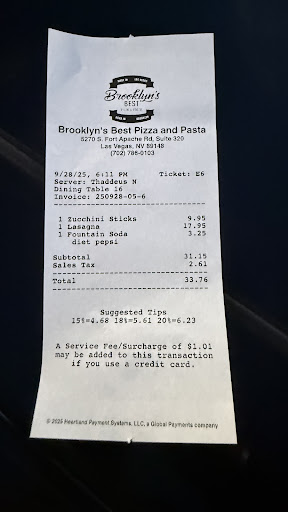 Brooklyn's
BEST
Brooklyn's Best Pizza and Pasta
5270 S. Fort Apache Rd, Suite 320
Las Vegas, NV 89148
(702) 786-0103
9/28/25, 6:11 PM Ticket: E6
Server: Thaddeus N
Dining Table 16
Invoice: 250928-05-6
1 Zucchini Sticks 9.95
1 Lasagna 17.95
1 Fountain Soda 3.25
diet pepsi
Subtotal 31.15
Sales Tax 2.61
Total 33.76
Suggested Tips
15%=4.68 18%=5.61 20%=6.23
A Service Fee/Surcharge of $1.01
may be added to this transaction
if you use a credit card.
© 2025 Heartland Payment Systems, LLC, a Global Payments company